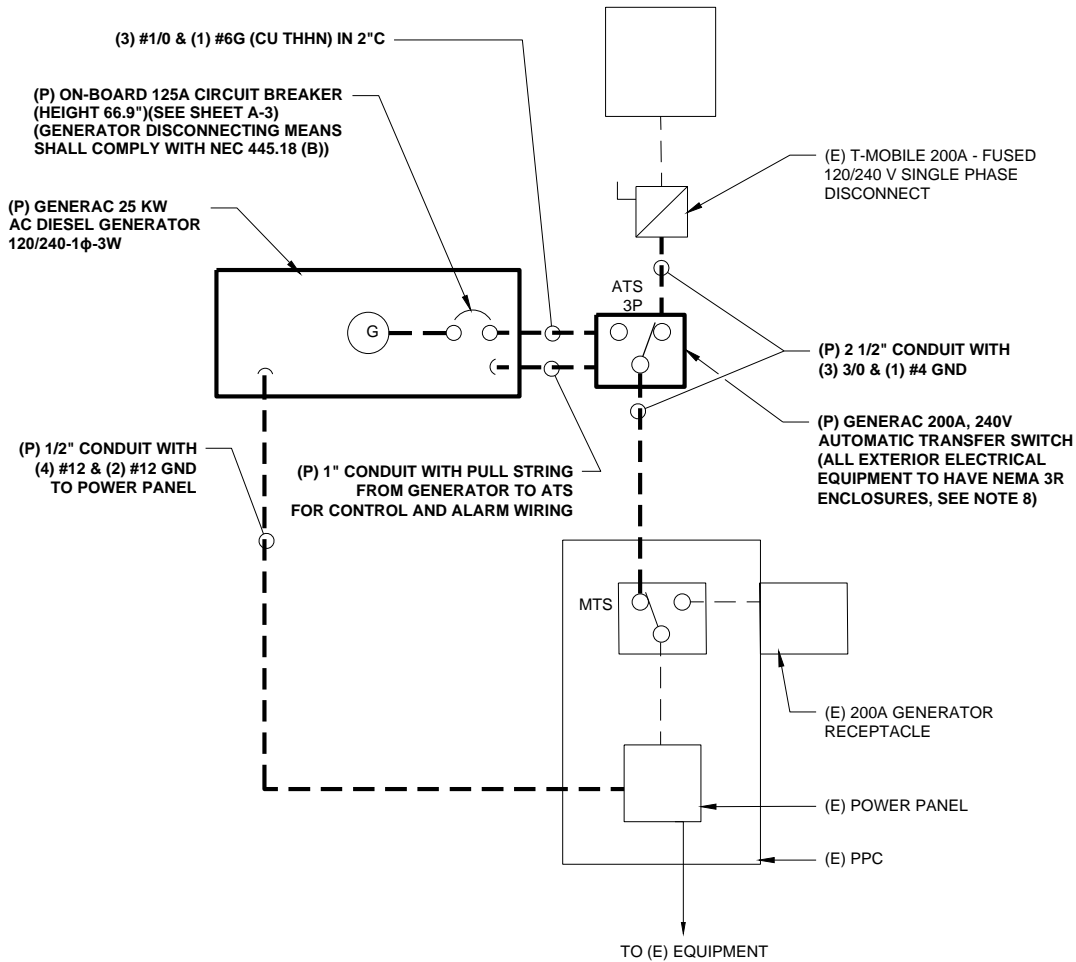 (3) #1/0 & (1) #6G (CU THHN) IN 2"C
(P) ON-BOARD 125A CIRCUIT BREAKER
(HEIGHT 66.9")(SEE SHEET A-3)
(GENERATOR DISCONNECTING MEANS
SHALL COMPLY WITH NEC 445.18 (B))
(E) T-MOBILE 200A - FUSED
120/240 V SINGLE PHASE
DISCONNECT
(P) GENERAC 25 KW
AC DIESEL GENERATOR
120/240-1ϕ-3W
ATS
3P
G
(P) 2 1/2" CONDUIT WITH
(3) 3/0 & (1) #4 GND
(P) GENERAC 200A, 240V
AUTOMATIC TRANSFER SWITCH
(ALL EXTERIOR ELECTRICAL
EQUIPMENT TO HAVE NEMA 3R
ENCLOSURES, SEE NOTE 8)
(P) 1/2" CONDUIT WITH
(4) #12 & (2) #12 GND
TO POWER PANEL
(P) 1" CONDUIT WITH PULL STRING
FROM GENERATOR TO ATS
FOR CONTROL AND ALARM WIRING
MTS
(E) 200A GENERATOR
RECEPTACLE
(E) POWER PANEL
(E) PPC
TO (E) EQUIPMENT